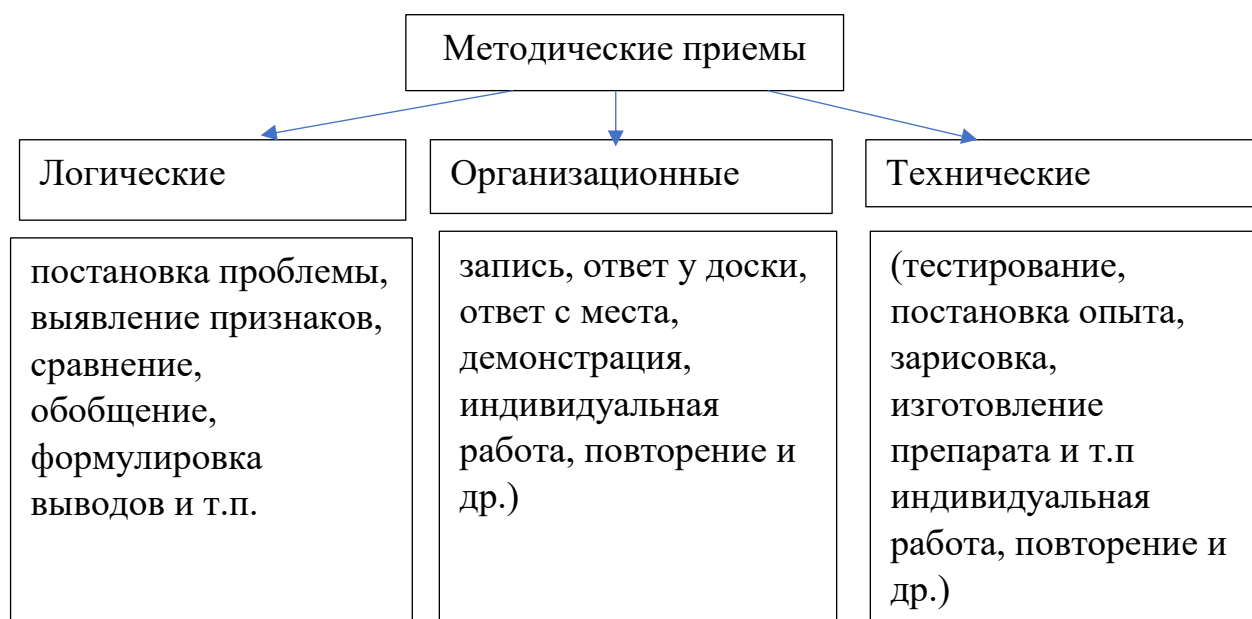 Методические приемы
Логические
Организационные
Технические
постановка проблемы,
выявление признаков,
сравнение,
обобщение,
формулировка
выводов и т.п.
запись, ответ у доски,
ответ с места,
демонстрация,
индивидуальная
работа, повторение и
др.)
(тестирование,
постановка опыта,
зарисовка,
изготовление
препарата и т.п
индивидуальная
работа, повторение и
др.)